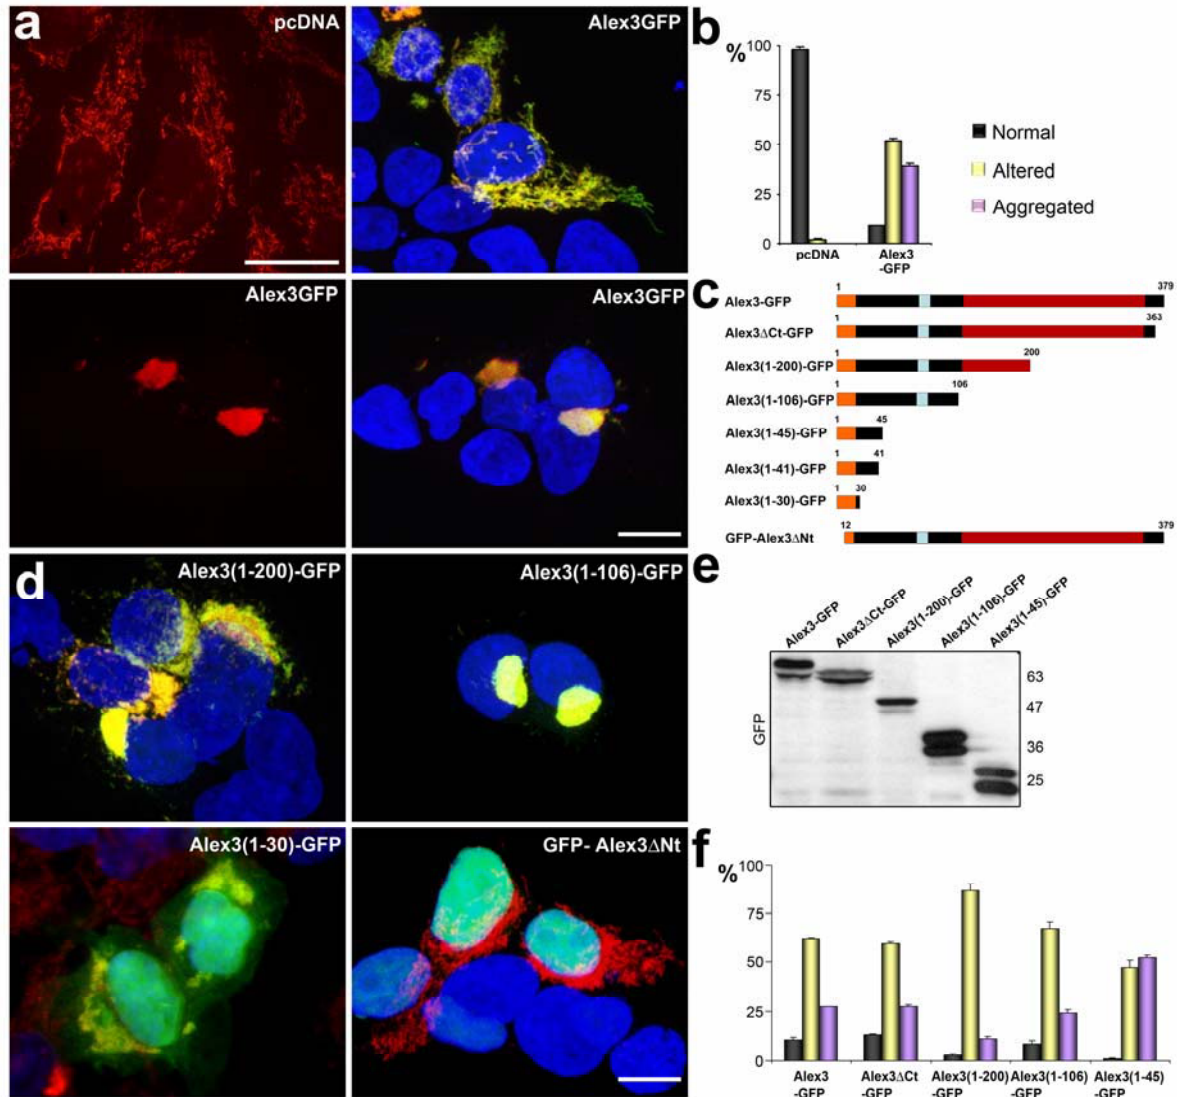 a
pcDNA
Alex3GFP
Alex3GFP
Alex3GFP
b
%
100
75
50
25
0
pcDNA
Alex3
-GFP
Normal
Altered
Aggregated
c
1
379
Alex3-GFP
1
363
Alex3ΔCt-GFP
1
200
Alex3(1-200)-GFP
1
106
Alex3(1-106)-GFP
1
45
Alex3(1-45)-GFP
1
41
Alex3(1-41)-GFP
1
30
Alex3(1-30)-GFP
12
379
GFP-Alex3ΔNt
d
Alex3(1-200)-GFP
Alex3(1-106)-GFP
Alex3(1-30)-GFP
GFP- Alex3ΔNt
e
Alex3-GFP
Alex3ΔCt-GFP
Alex3(1-200)-GFP
Alex3(1-106)-GFP
Alex3(1-45)-GFP
GFP
63
47
36
25
f
%
100
75
50
25
0
Alex3
-GFP
Alex3ΔCt
-GFP
Alex3(1-200)
-GFP
Alex3(1-106)
-GFP
Alex3(1-45)
-GFP